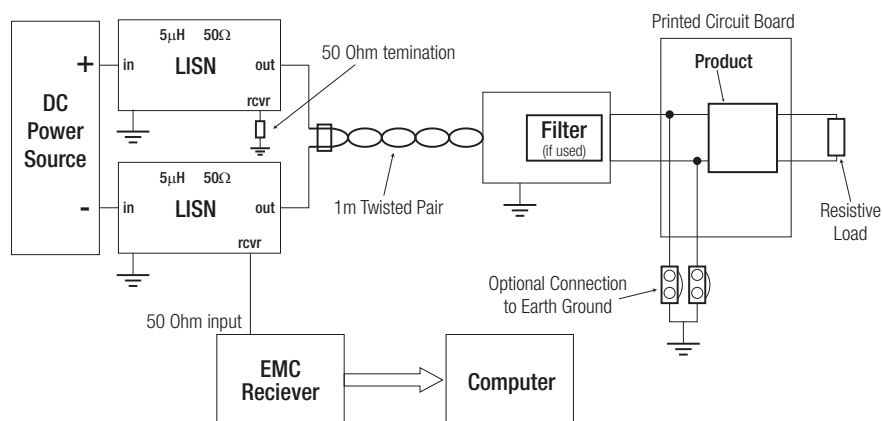 Printed Circuit Board
5μH 50Ω
LISN
in
out
rcvr
+
50 Ohm temination
Product
DC
Power
Source
Filter
(if used)
5μH 50Ω
LISN
-
in
out
rcvr
1m Twisted Pair
Resistive
Load
Optional Connection
to Earth Ground
50 Ohm input
EMC
Reciever
Computer